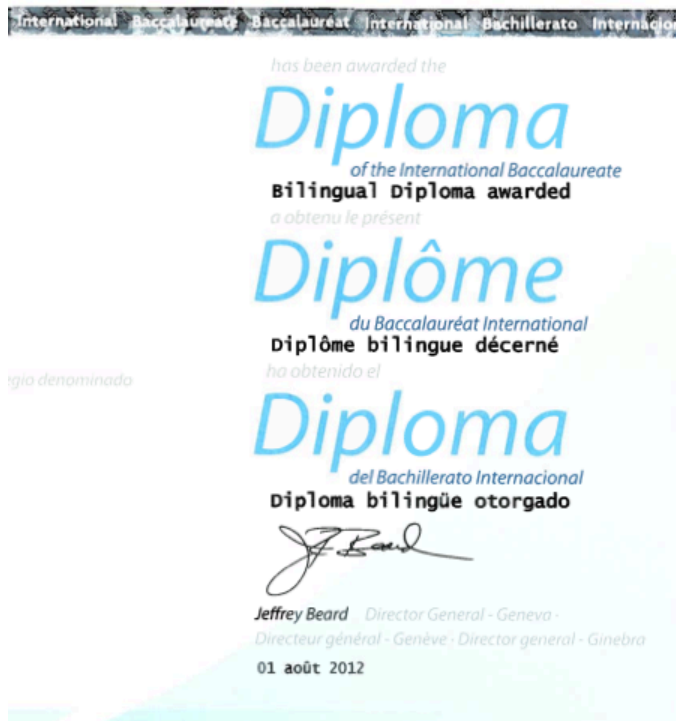 International Baccalaureate Baccalauréat International Bachillerato
has been awarded the
Diploma
of the International Baccalaureate
Bilingual Diploma awarded
a obtenu le présent
Diplôme
du Baccalauréat International
Diplôme bilingue décerné
ha obtenido el
egio denominado
Diploma
del Bachillerato Internacional
Diploma bilingüe otorgado
Jeffrey Beard Director General - Geneva -
Directeur général - Genève · Director general - Ginebra
01 août 2012